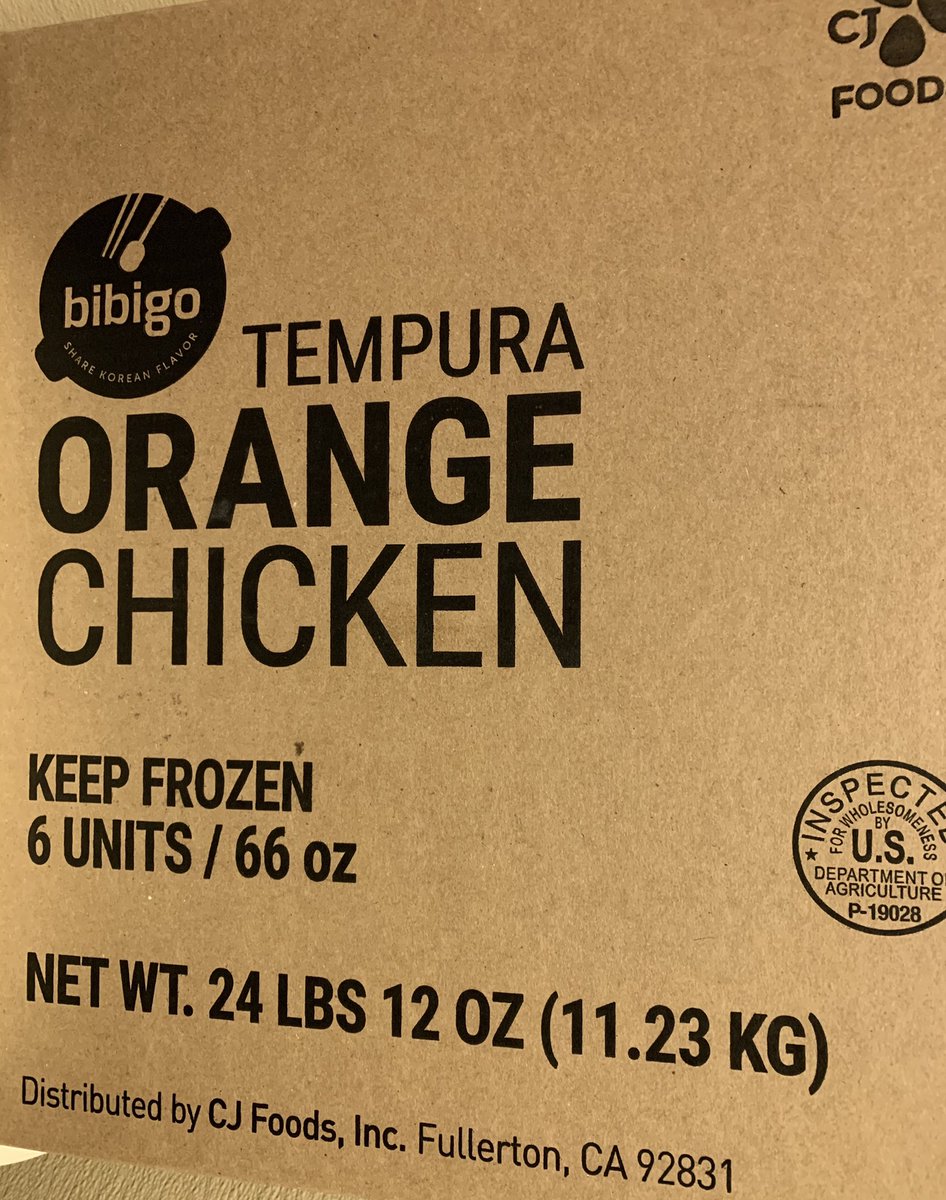 CJ
FOOD
bibigo
SHARE KOREAN FLAVOR
TEMPURA
ORANGE
CHICKEN
KEEP FROZEN
6 UNITS / 66 oz
INSPECTE
FOR WHOLESOMENESS
BY
U.S.
DEPARTMENT O
AGRICULTURE
P-19028
NET WT. 24 LBS 12 OZ (11.23 KG)
Distributed by CJ Foods, Inc. Fullerton, CA 92831